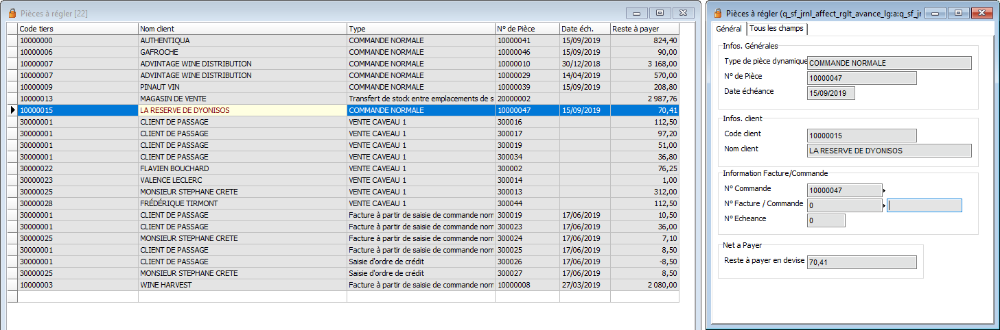 Pièces à régler [22]
Code tiers Nom client Type N° de Pièce Date éch. Reste à payer
10000000 AUTHENTIQUA COMMANDE NORMALE 10000041 15/09/2019 824,40
10000006 GAFROCHE COMMANDE NORMALE 10000046 15/09/2019 90,00
10000007 ADVINTAGE WINE DISTRIBUTION COMMANDE NORMALE 10000010 30/12/2018 3 168,00
10000007 ADVINTAGE WINE DISTRIBUTION COMMANDE NORMALE 10000029 14/04/2019 570,00
10000009 PINAUT VIN COMMANDE NORMALE 10000039 15/09/2019 208,80
10000013 MAGASIN DE VENTE Transfert de stock entre emplacements de s 20000002 2 987,76
10000015 LA RESERVE DE DYONISOS COMMANDE NORMALE 10000047 15/09/2019 70,41
30000001 CLIENT DE PASSAGE VENTE CAVEAU 1 300016 112,50
30000001 CLIENT DE PASSAGE VENTE CAVEAU 1 300017 97,20
30000001 CLIENT DE PASSAGE VENTE CAVEAU 1 300019 51,00
30000001 CLIENT DE PASSAGE VENTE CAVEAU 1 300034 36,80
30000022 FLAVIEN BOUCHARD VENTE CAVEAU 1 300002 76,25
30000023 VALENCE LECLERC VENTE CAVEAU 1 300014 1,00
30000025 MONSIEUR STEPHANE CRETE VENTE CAVEAU 1 300013 312,00
30000028 FRÉDÉRIQUE TIRMONT VENTE CAVEAU 1 300044 112,50
30000001 CLIENT DE PASSAGE Facture à partir de saisie de commande norr 300019 17/06/2019 10,50
30000001 CLIENT DE PASSAGE Facture à partir de saisie de commande norr 300023 17/06/2019 36,00
30000025 MONSIEUR STEPHANE CRETE Facture à partir de saisie de commande norr 300024 17/06/2019 7,10
30000001 CLIENT DE PASSAGE Facture à partir de saisie de commande norr 300025 17/06/2019 8,50
30000001 CLIENT DE PASSAGE Saisie d'ordre de crédit 300026 17/06/2019 -8,50
30000025 MONSIEUR STEPHANE CRETE Saisie d'ordre de crédit 300027 17/06/2019 8,50
10000003 WINE HARVEST Facture à partir de saisie de commande norr 10000008 27/03/2019 2 080,00
Pièces à régler (q_sf_jrnl_affect_rglt_avance_lg:a:q_sf_jr
Général Tous les champs
Infos. Générales
Type de pièce dynamique COMMANDE NORMALE
N° de Pièce 10000047
Date échéance 15/09/2019
Infos. client
Code client 10000015
Nom client LA RESERVE DE DYONISOS
Information Facture/Commande
N° Commande 10000047
N° Facture / Commande 0
N° Echeance 0
Net a Payer
Reste à payer en devise 70,41